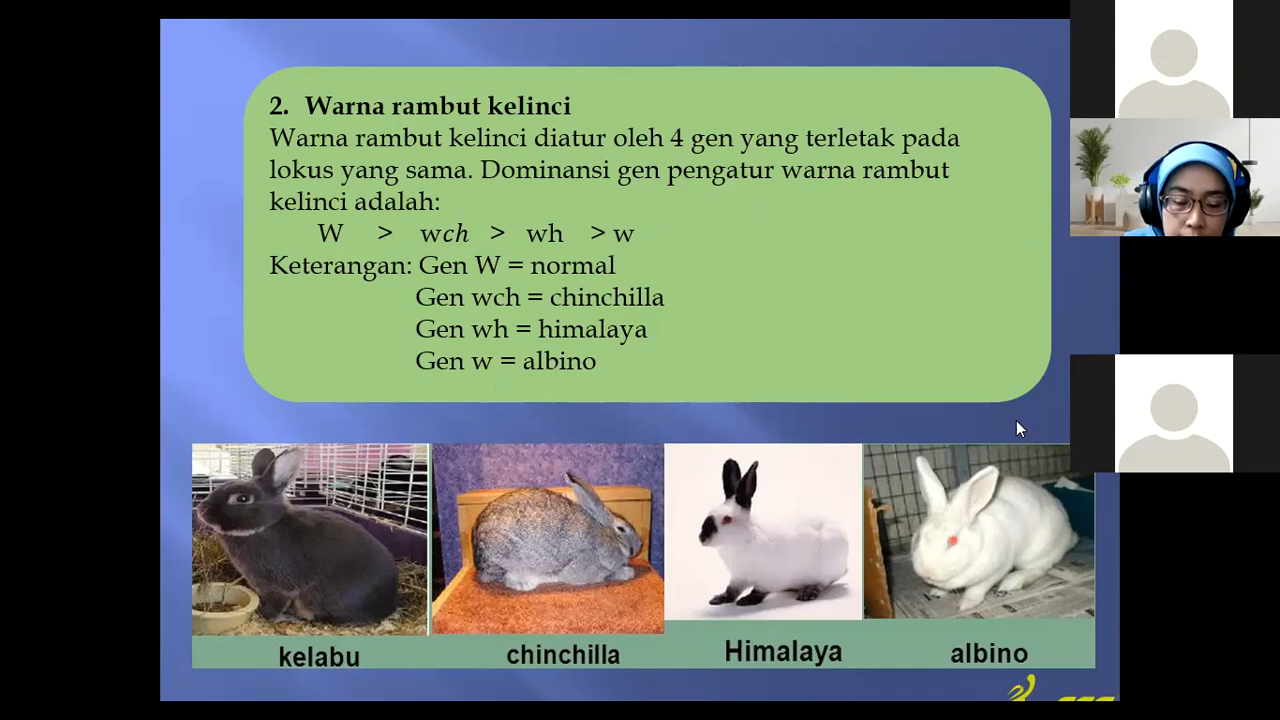 2. Warna rambut kelinci
Warna rambut kelinci diatur oleh 4 gen yang terletak pada
lokus yang sama. Dominansi gen pengatur warna rambut
kelinci adalah:
W > wch > wh > w
Keterangan: Gen W = normal
Gen wch = chinchilla
Gen wh = himalaya
Gen w = albino
kelabu
chinchilla
Himalaya
albino